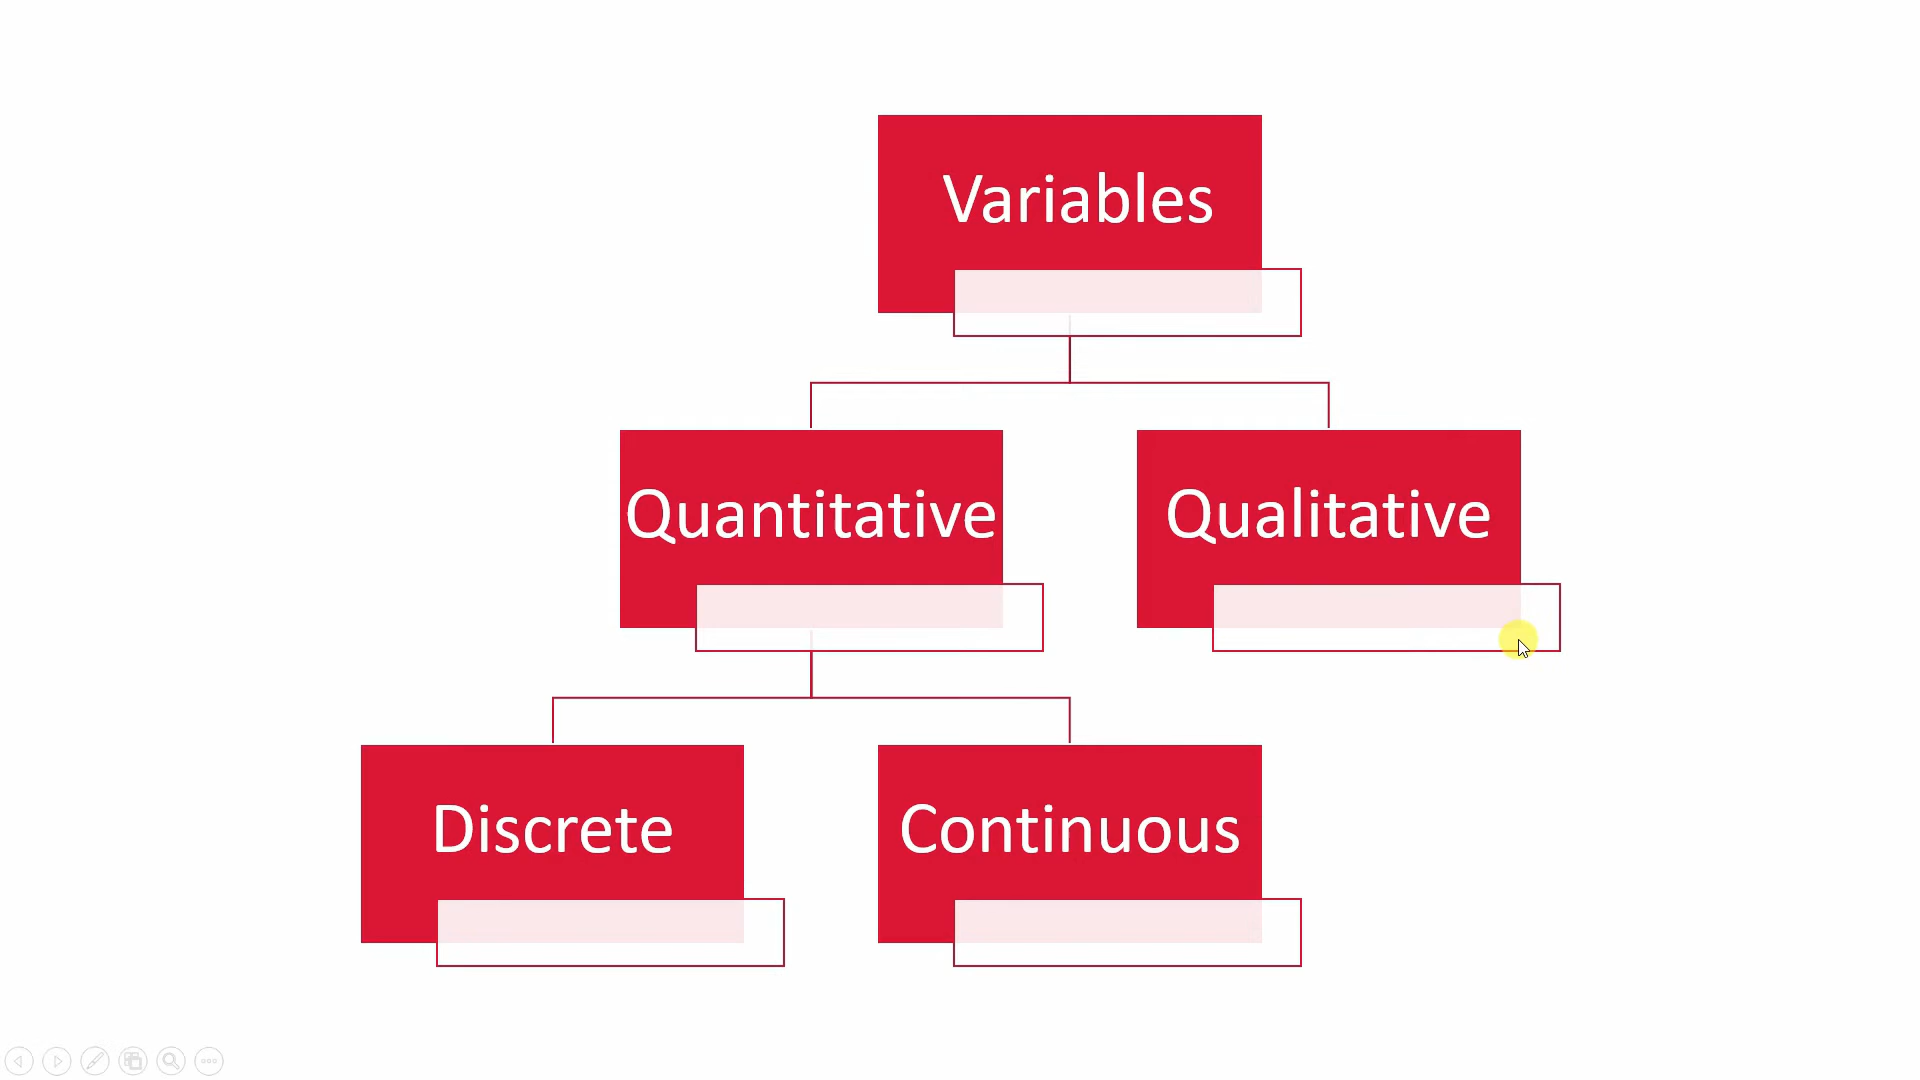 Variables
Quantitative
Qualitative
Discrete
Continuous